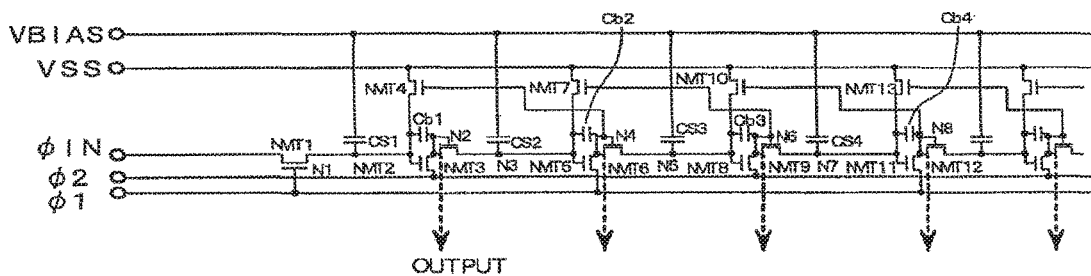 Cb2
Cb4
VBIAS
VSS
NMT4
NMT7
NMT10
NMT13
Cb1
Cb3
CS1
N2
CS2
N4
CS3
N6
CS4
N8
ϕIN
NMT1
N1
NMT2
NMT3
N3
NMT5
NMT6
N5
NMT8
NMT9
N7
NMT11
NMT12
ϕ2
ϕ1
OUTPUT